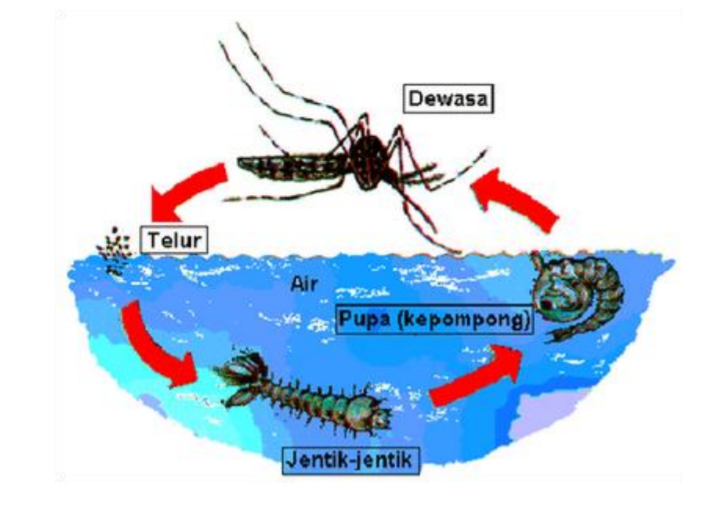 Dewasa
Telur
Air
Pupa (kepompong)
Jentik-jentik